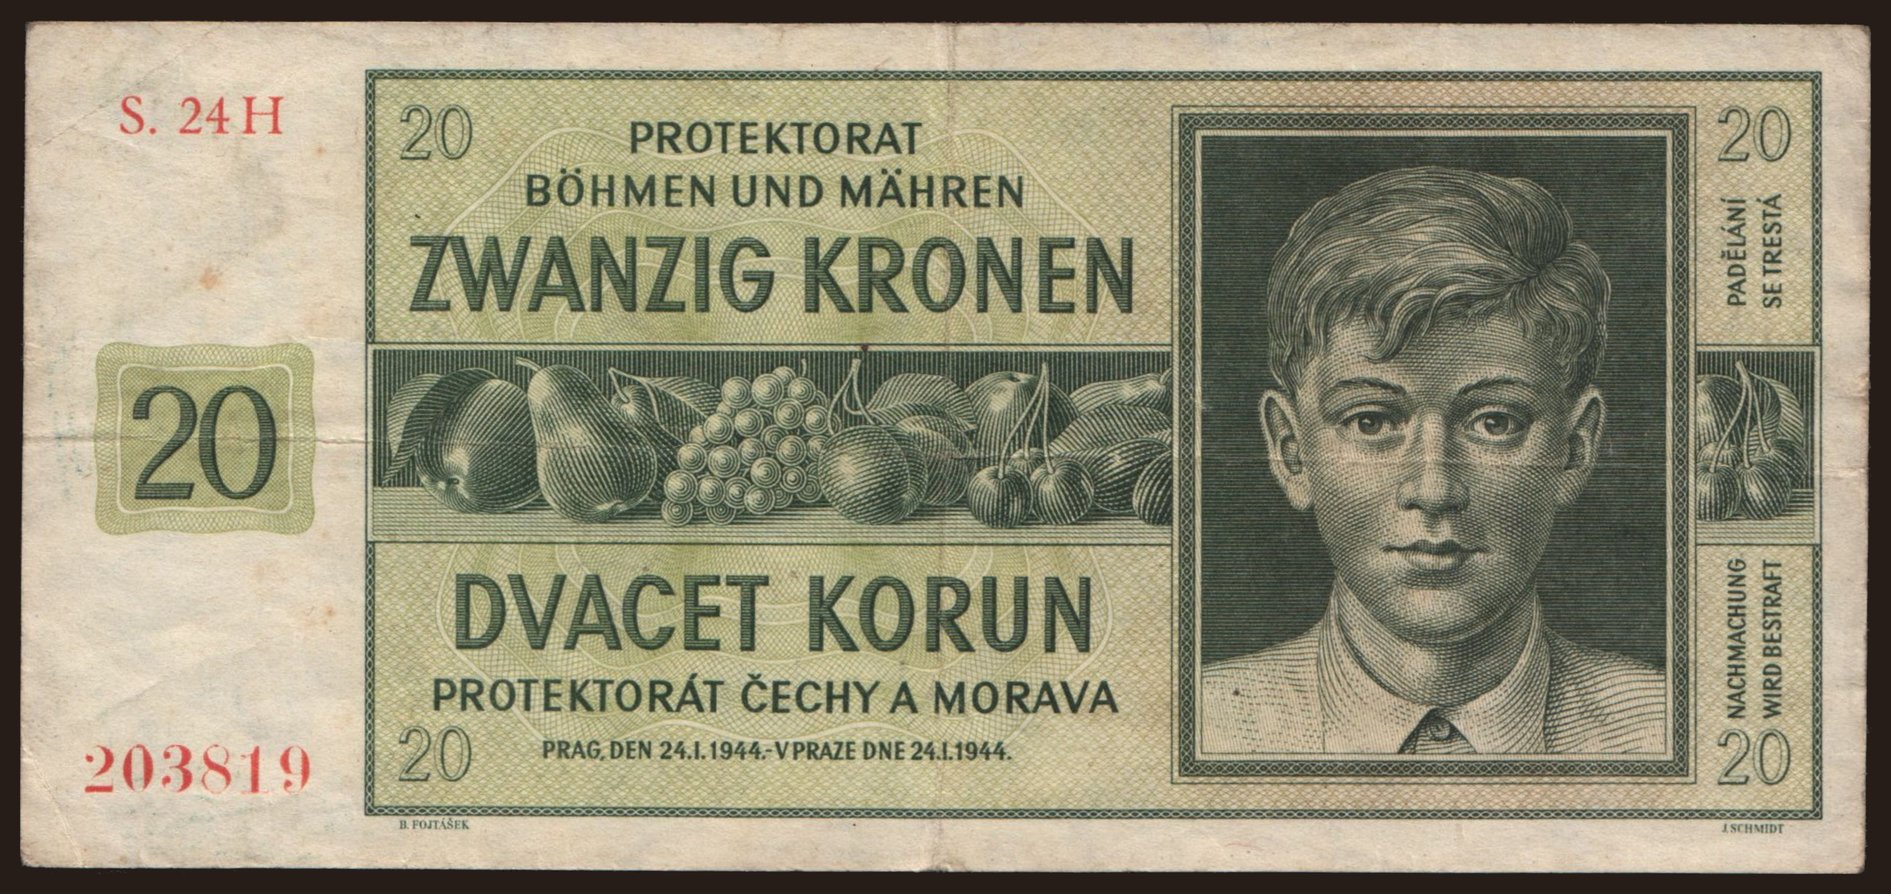 S. 24 H
20
PROTEKTORAT
BÖHMEN UND MÄHREN
ZWANZIG KRONEN
20
PADĚLÁNÍ
SE TRESTÁ
20
DVACET KORUN
PROTEKTORÁT ČECHY A MORAVA
PRAG, DEN 24.I.1944.-V PRAZE DNE 24.I.1944.
20
NACHMACHUNG
WIRD BESTRAFT
20
203819
B. FOJTÁŠEK
J. SCHMIDT